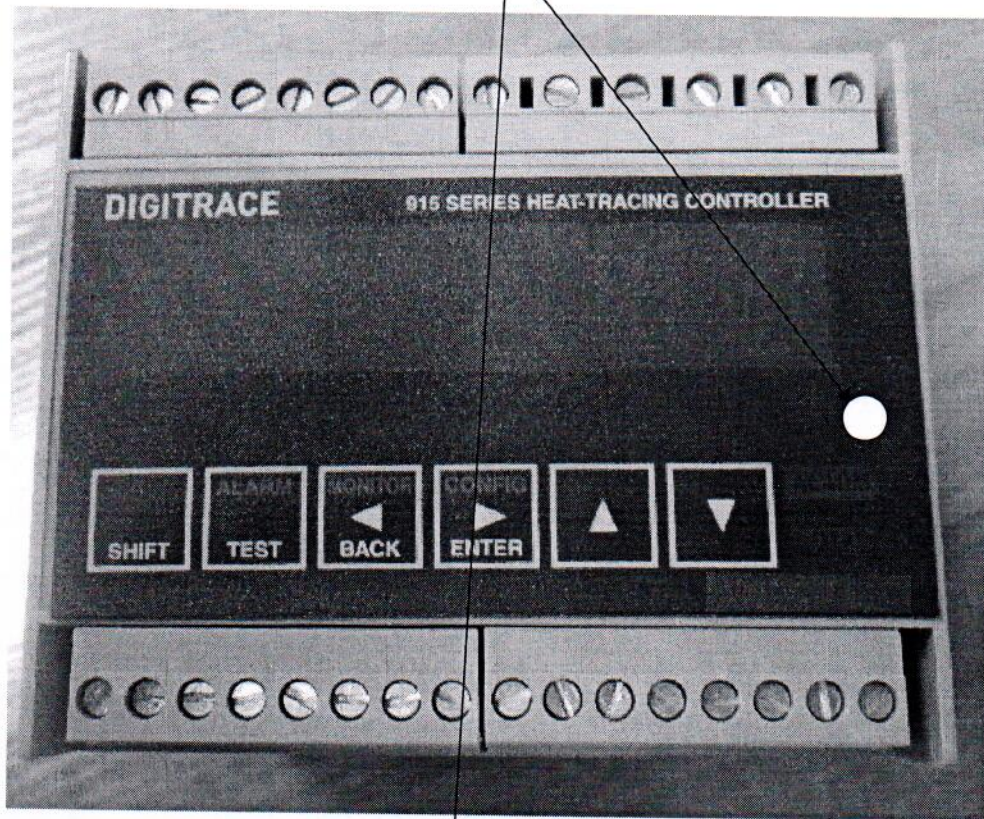 DIGITRACE
915 SERIES HEAT-TRACING CONTROLLER
ALARM MONITOR CONFIG
SHIFT TEST BACK ENTER